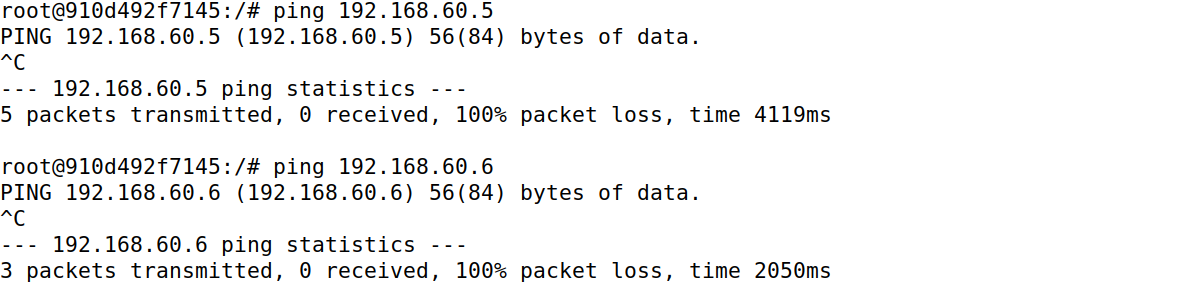 root@910d492f7145:/# ping 192.168.60.5
PING 192.168.60.5 (192.168.60.5) 56(84) bytes of data.
^C
--- 192.168.60.5 ping statistics ---
5 packets transmitted, 0 received, 100% packet loss, time 4119ms

root@910d492f7145:/# ping 192.168.60.6
PING 192.168.60.6 (192.168.60.6) 56(84) bytes of data.
^C
--- 192.168.60.6 ping statistics ---
3 packets transmitted, 0 received, 100% packet loss, time 2050ms